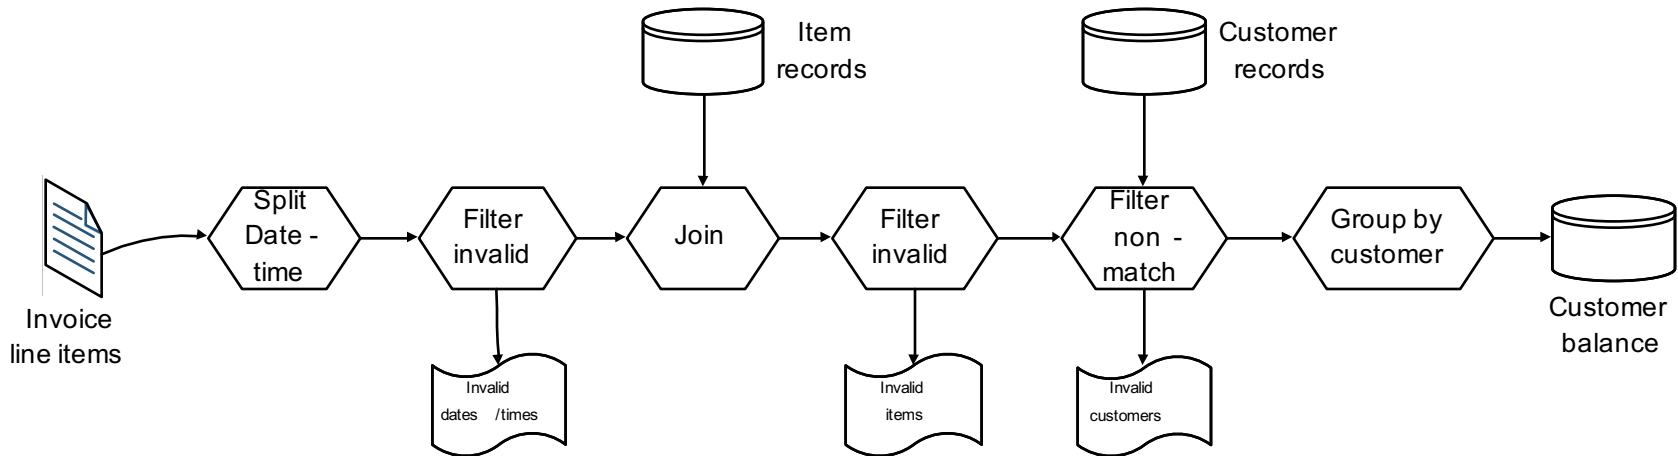 Item
records
Customer
records
Split
Date -
time
Filter
invalid
Join
Filter
invalid
Filter
non -
match
Group by
customer
Invoice
line items
Customer
balance
Invalid
dates /times
Invalid
items
Invalid
customers